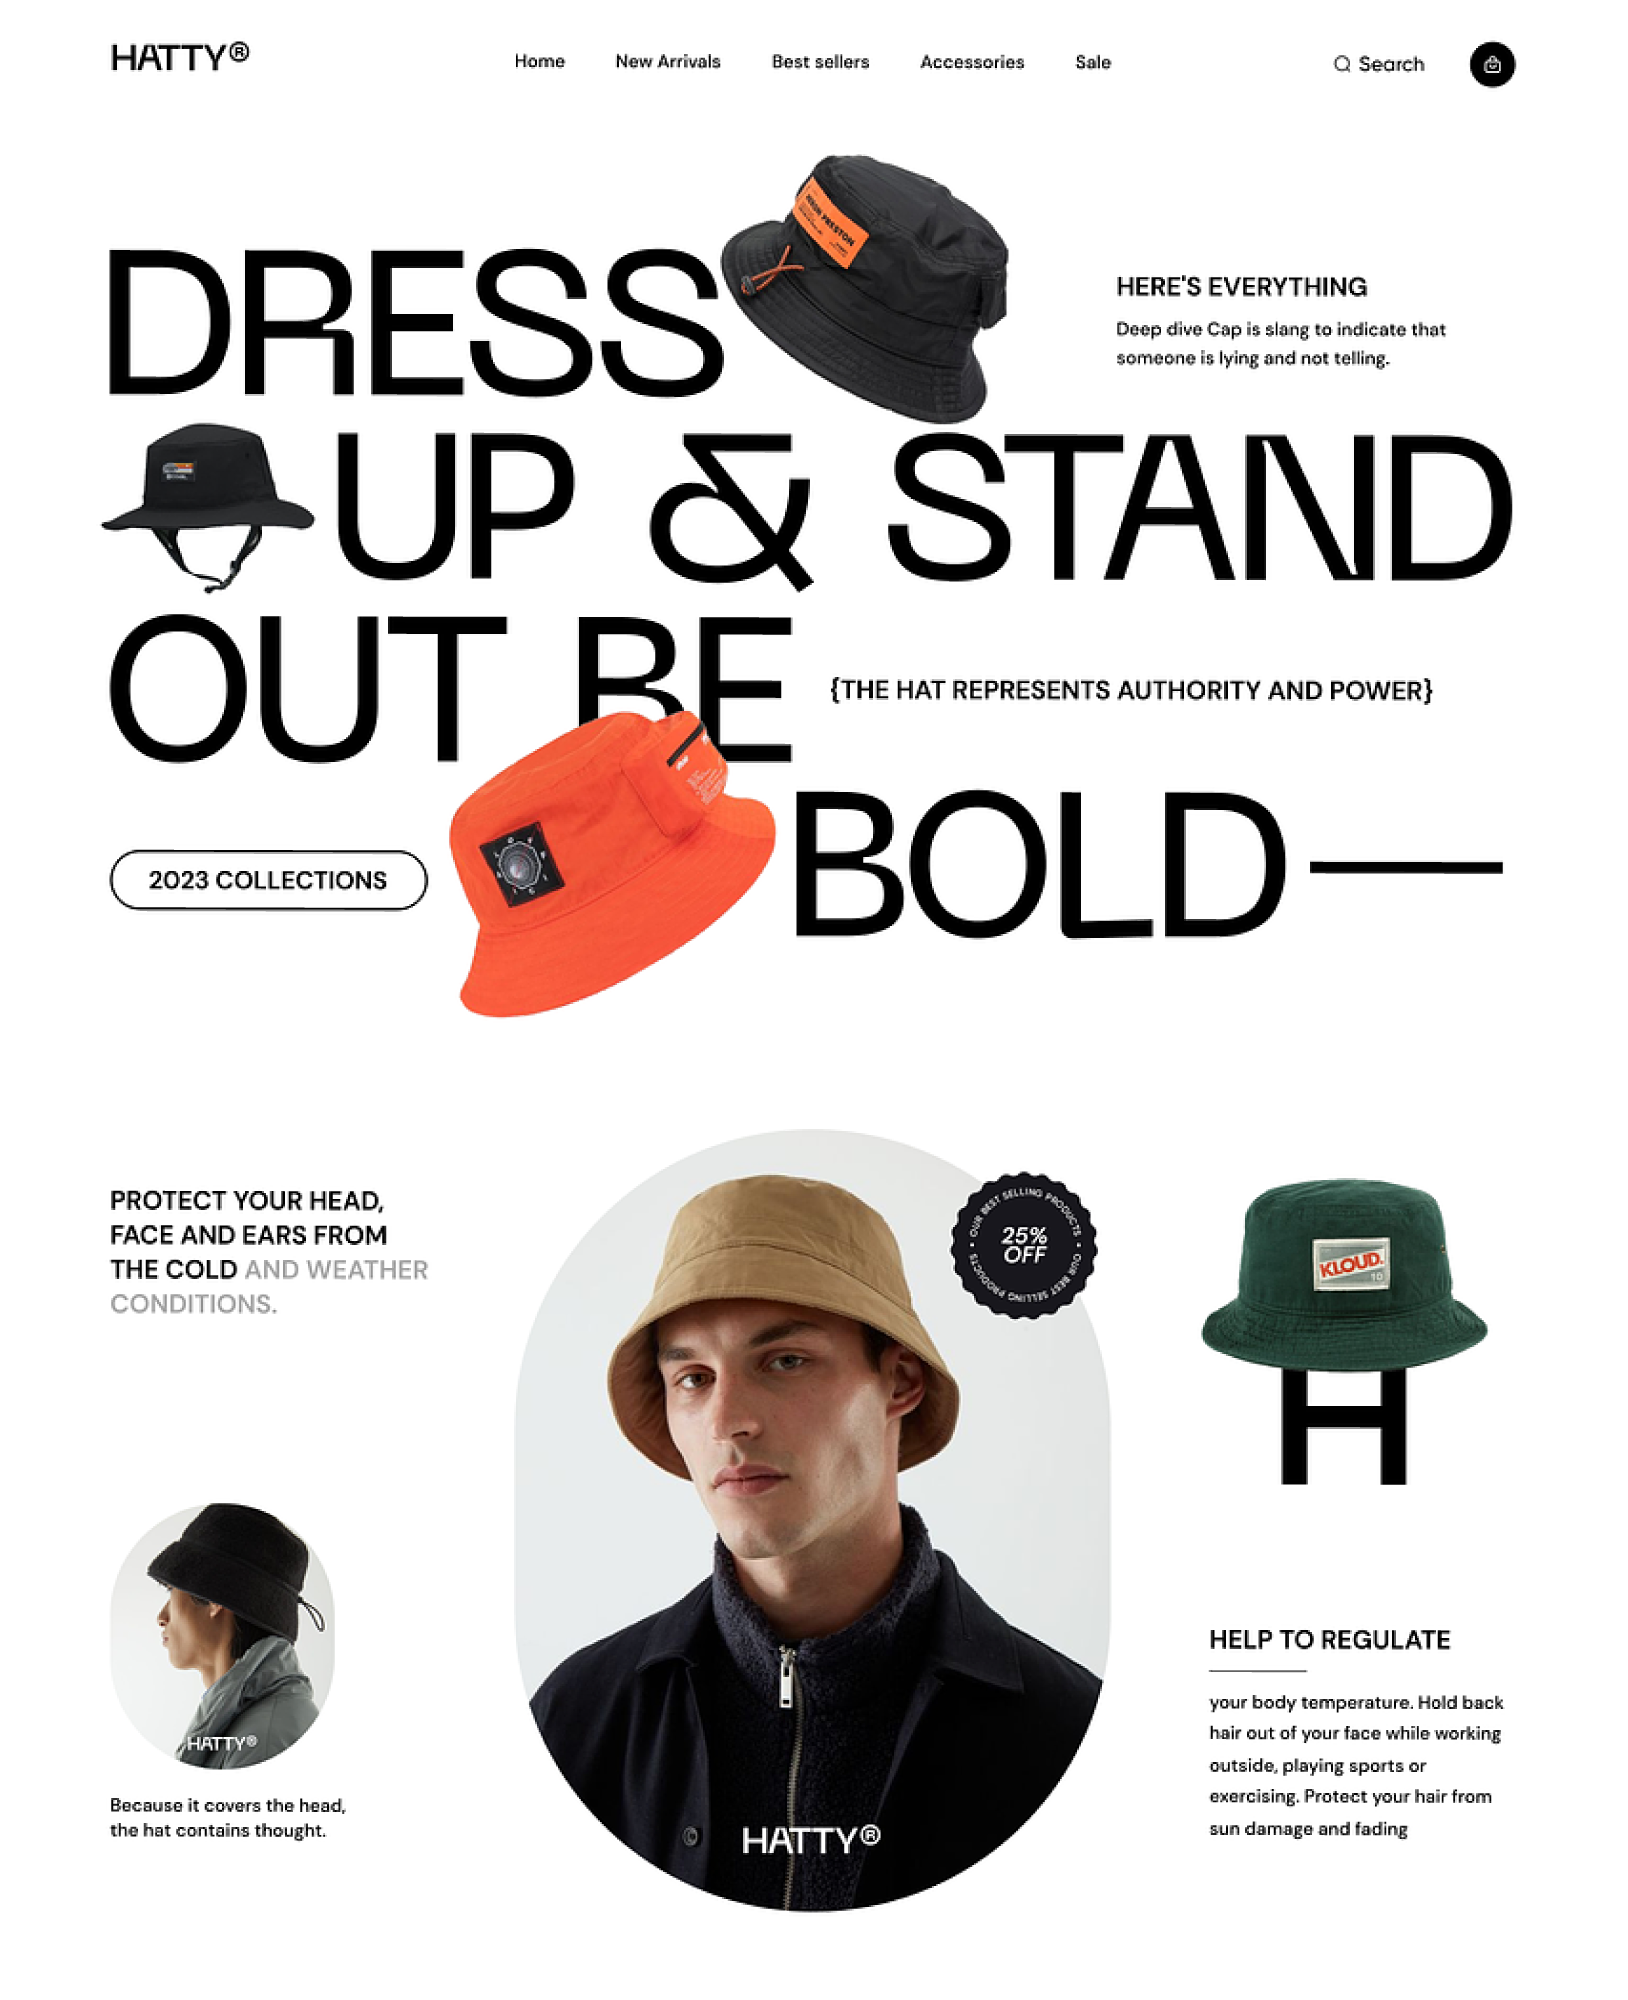 HATTY®
Home New Arrivals Best sellers Accessories Sale
Search
DRESS
HERON PRESTON
HERE'S EVERYTHING
Deep dive Cap is slang to indicate that
someone is lying and not telling.
UP & STAND
OUT BE
{THE HAT REPRESENTS AUTHORITY AND POWER}
2023 COLLECTIONS
BOLD
PROTECT YOUR HEAD,
FACE AND EARS FROM
THE COLD AND WEATHER
CONDITIONS.
OUR BEST SELLING PRODUCTS • OUR BEST SELLING PRODUCTS •
25%
OFF
KLOUD.
10
H
HATTY®
Because it covers the head,
the hat contains thought.
HATTY®
HELP TO REGULATE
your body temperature. Hold back
hair out of your face while working
outside, playing sports or
exercising. Protect your hair from
sun damage and fading